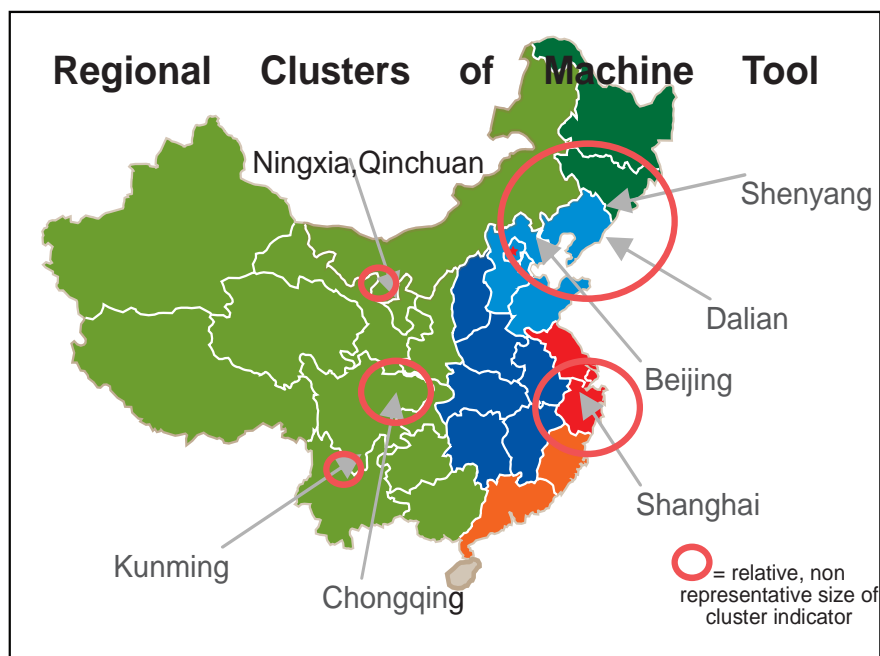 Regional Clusters of Machine Tool
Ningxia,Qinchuan
Shenyang
Dalian
Beijing
Shanghai
Kunming
Chongqing
= relative, non
representative size of
cluster indicator